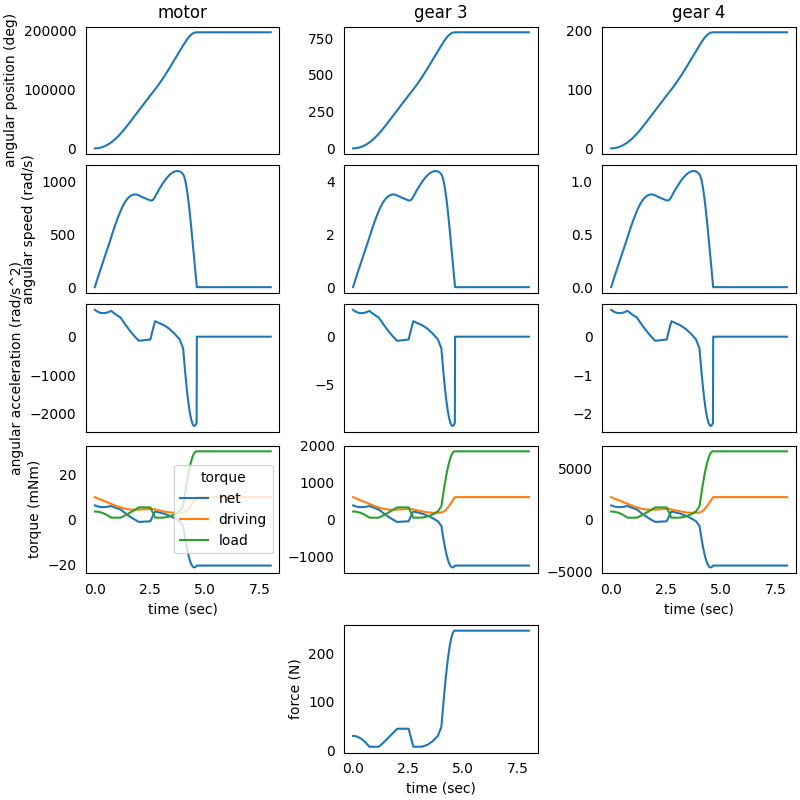 motor gear 3 gear 4
angular position (deg)
200000 750 200
500
100000 100
250
0 0 0
angular speed (rad/s)
1000 4 1.0
500 2 0.5
0 0 0.0
angular acceleration (rad/s^2)
0 0 0
−1000 −1
−5
−2000 −2
torque (mNm)
2000
20 torque 1000 5000
net
0 driving 0 0
load
−20 −1000 −5000
0.0 2.5 5.0 7.5 0.0 2.5 5.0 7.5
time (sec) time (sec)
force (N)
200
100
0
0.0 2.5 5.0 7.5
time (sec)